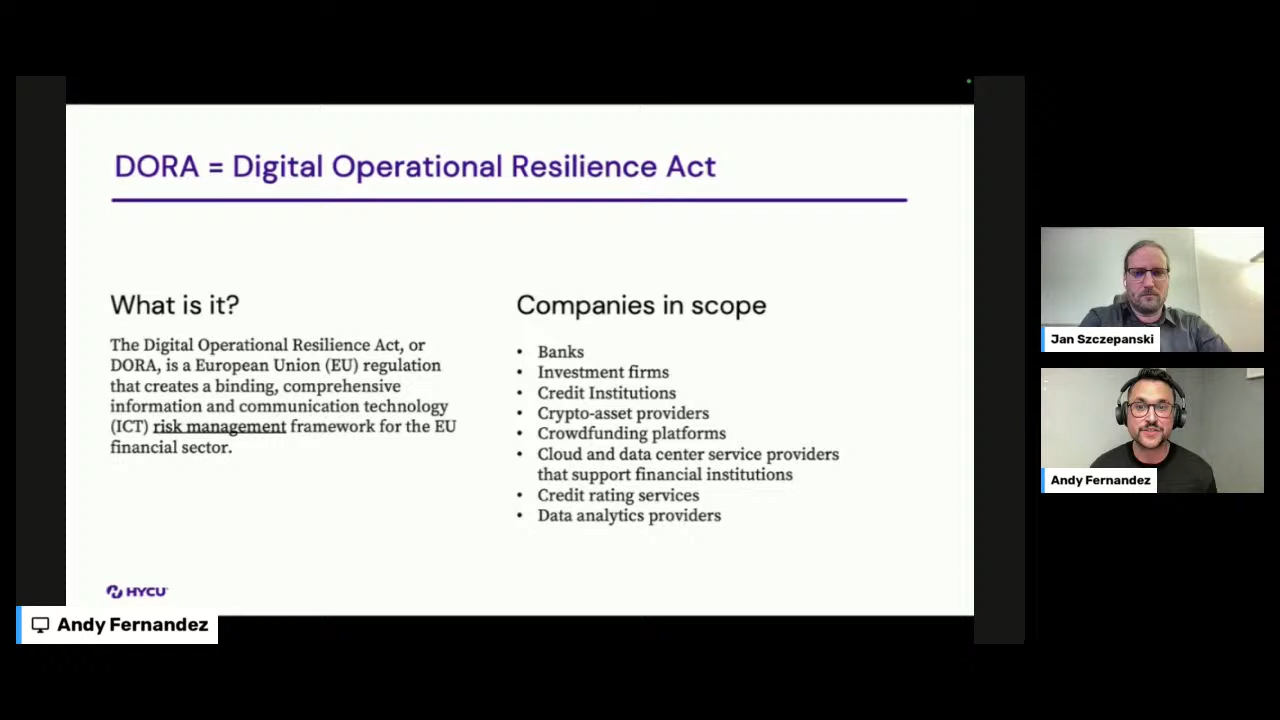 DORA = Digital Operational Resilience Act
What is it?
The Digital Operational Resilience Act, or
DORA, is a European Union (EU) regulation
that creates a binding, comprehensive
information and communication technology
(ICT) risk management framework for the EU
financial sector.
Companies in scope
• Banks
• Investment firms
• Credit Institutions
• Crypto-asset providers
• Crowdfunding platforms
• Cloud and data center service providers
that support financial institutions
• Credit rating services
• Data analytics providers
HYCU
Andy Fernandez
Jan Szczepanski
Andy Fernandez